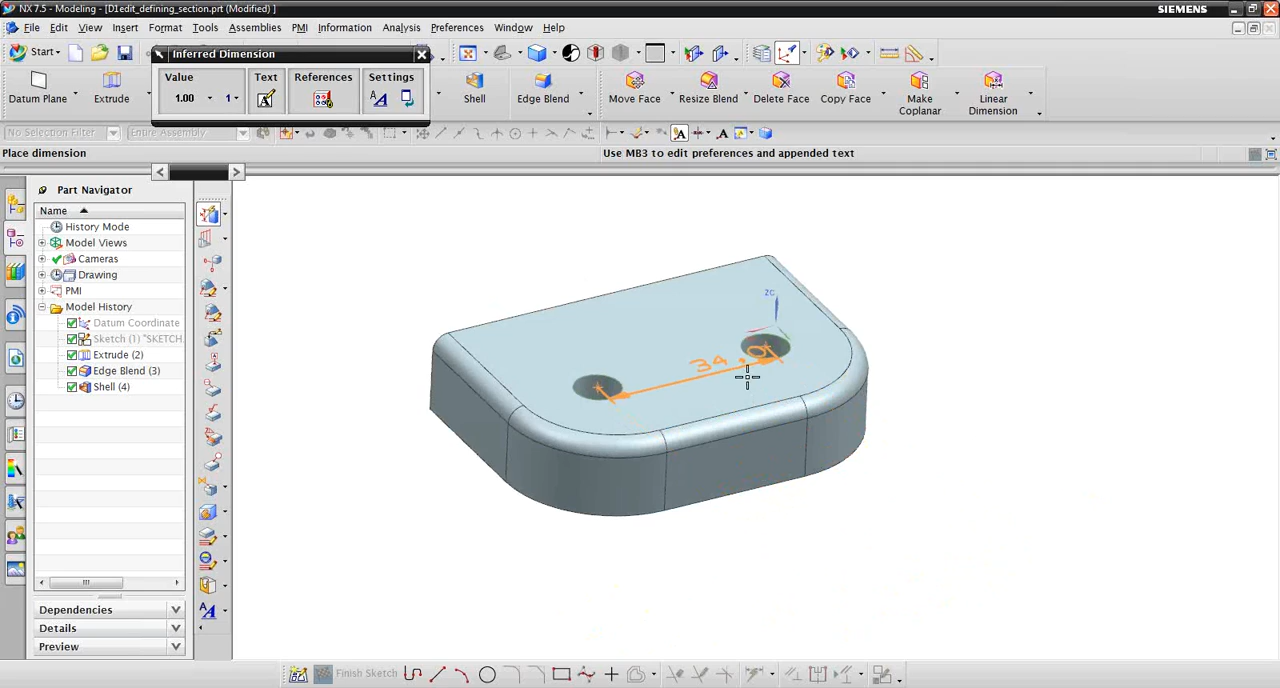 NX 7.5 - Modeling - [D1edit_defining_section.prt (Modified) ]
SIEMENS
File Edit View Insert Format Tools Assemblies PMI Information Analysis Preferences Window Help
Start
Inferred Dimension
Value Text References Settings
1.00 1
Datum Plane Extrude Shell Edge Blend Move Face Resize Blend Delete Face Copy Face Make Coplanar Linear Dimension
No Selection Filter Entire Assembly
Place dimension Use MB3 to edit preferences and appended text
Part Navigator
Name
History Mode
Model Views
Cameras
Drawing
PMI
Model History
Datum Coordinate
Sketch (1) "SKETCH
Extrude (2)
Edge Blend (3)
Shell (4)
ZC
34.0
Dependencies
Details
Preview
Finish Sketch